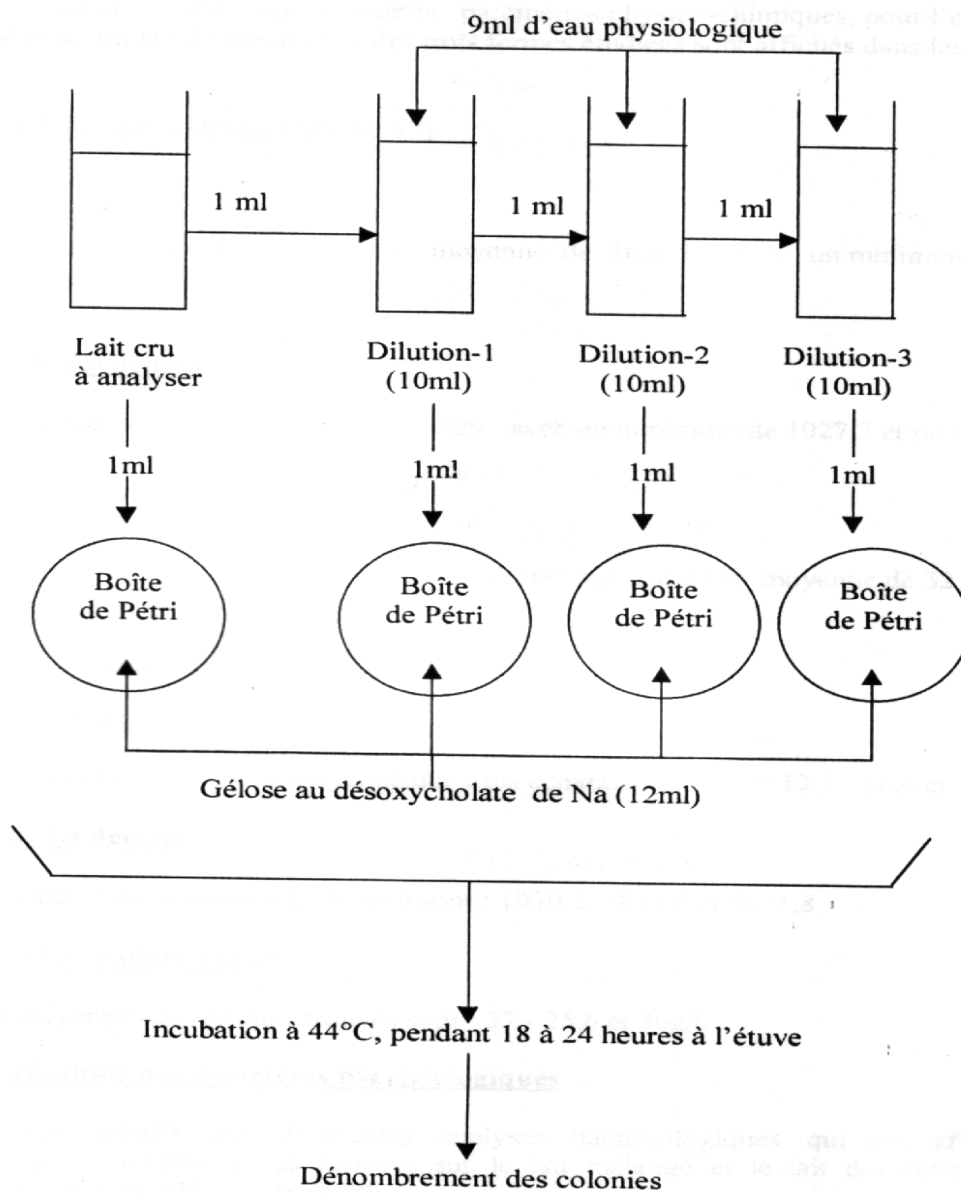 9ml d'eau physiologique
1 ml
1 ml
1 ml
Lait cru
à analyser
Dilution-1
(10ml)
Dilution-2
(10ml)
Dilution-3
(10ml)
1ml
1ml
1ml
1ml
Boîte
de Pétri
Boîte
de Pétri
Boîte
de Pétri
Boîte
de Pétri
Gélose au désoxycholate de Na (12ml)
Incubation à 44°C, pendant 18 à 24 heures à l'étuve
Dénombrement des colonies